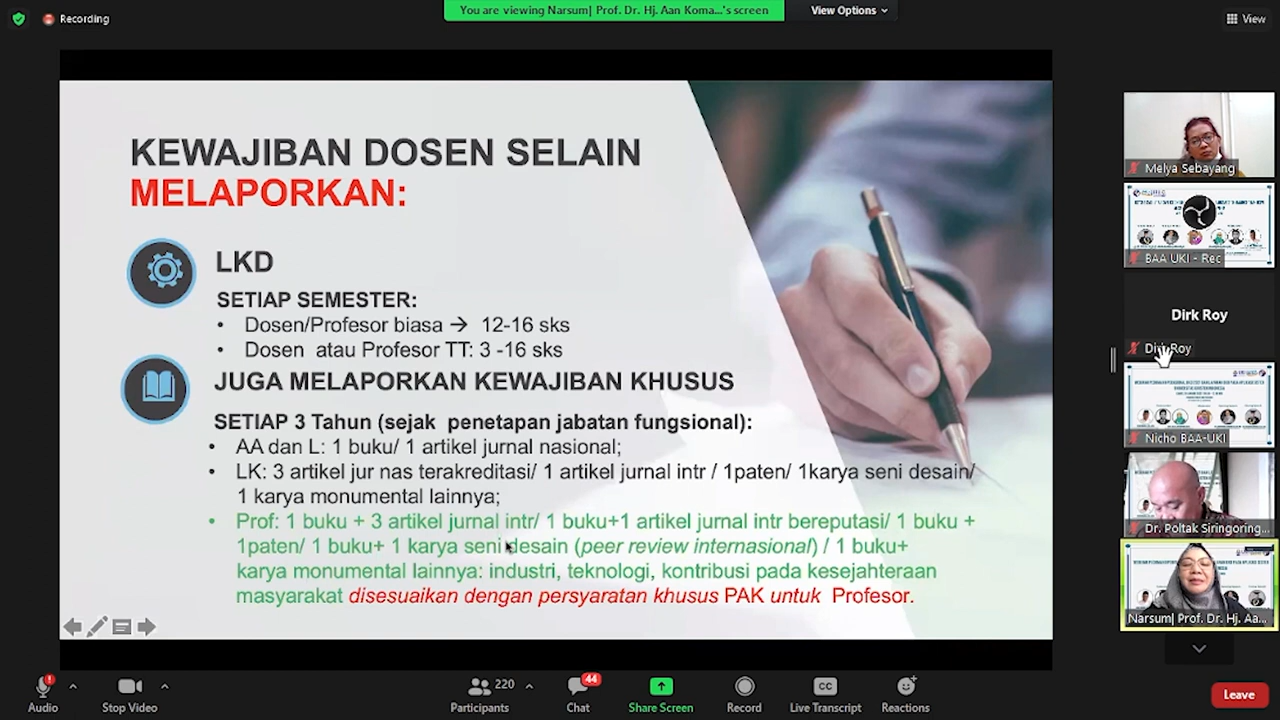 Recording
You are viewing Narsum| Prof. Dr. Hj. Aan Koma...'s screen
View Options
View
KEWAJIBAN DOSEN SELAIN
MELAPORKAN:
LKD
SETIAP SEMESTER:
• Dosen/Profesor biasa → 12-16 sks
• Dosen atau Profesor TT: 3 -16 sks
JUGA MELAPORKAN KEWAJIBAN KHUSUS
SETIAP 3 Tahun (sejak penetapan jabatan fungsional):
• AA dan L: 1 buku/ 1 artikel jurnal nasional;
• LK: 3 artikel jur nas terakreditasi/ 1 artikel jurnal intr / 1paten/ 1karya seni desain/
1 karya monumental lainnya;
• Prof: 1 buku + 3 artikel jurnal intr/ 1 buku+1 artikel jurnal intr bereputasi/ 1 buku +
1paten/ 1 buku+ 1 karya seni desain (peer review internasional) / 1 buku+
karya monumental lainnya: industri, teknologi, kontribusi pada kesejahteraan
masyarakat disesuaikan dengan persyaratan khusus PAK untuk Profesor.
Melya Sebayang
BAA UKI - Rec
Dirk Roy
Dirk Roy
Nicho BAA-UKI
Dr. Poltak Siringoring...
Narsum| Prof. Dr. Hj. Aa...
Audio
Stop Video
220
Participants
44
Chat
Share Screen
Record
CC
Live Transcript
Reactions
Leave